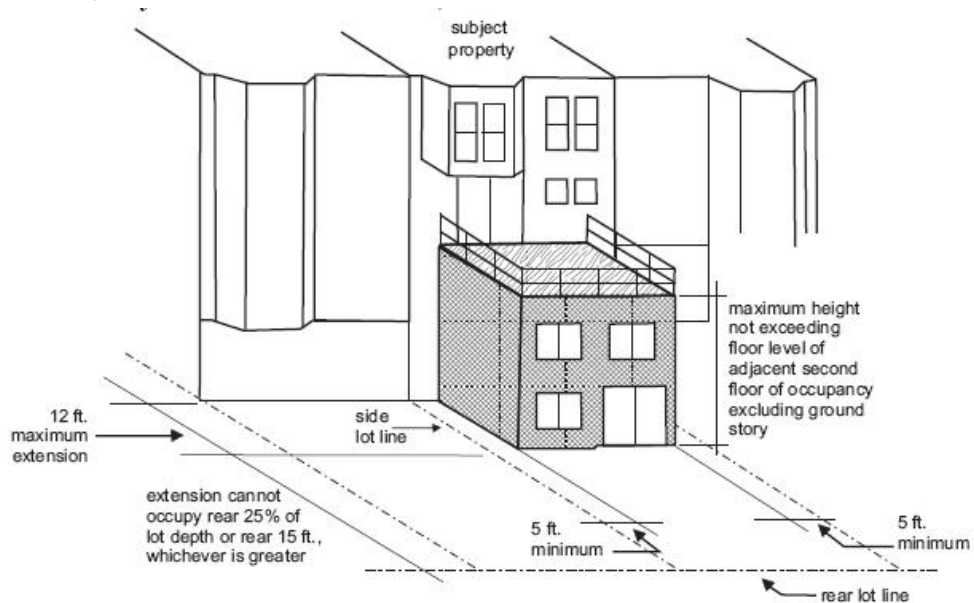 subject
property
maximum height
not exceeding
floor level of
adjacent second
floor of occupancy
excluding ground
story
12 ft.
maximum
extension
side
lot line
extension cannot
occupy rear 25% of
lot depth or rear 15 ft.,
whichever is greater
5 ft.
minimum
5 ft.
minimum
rear lot line